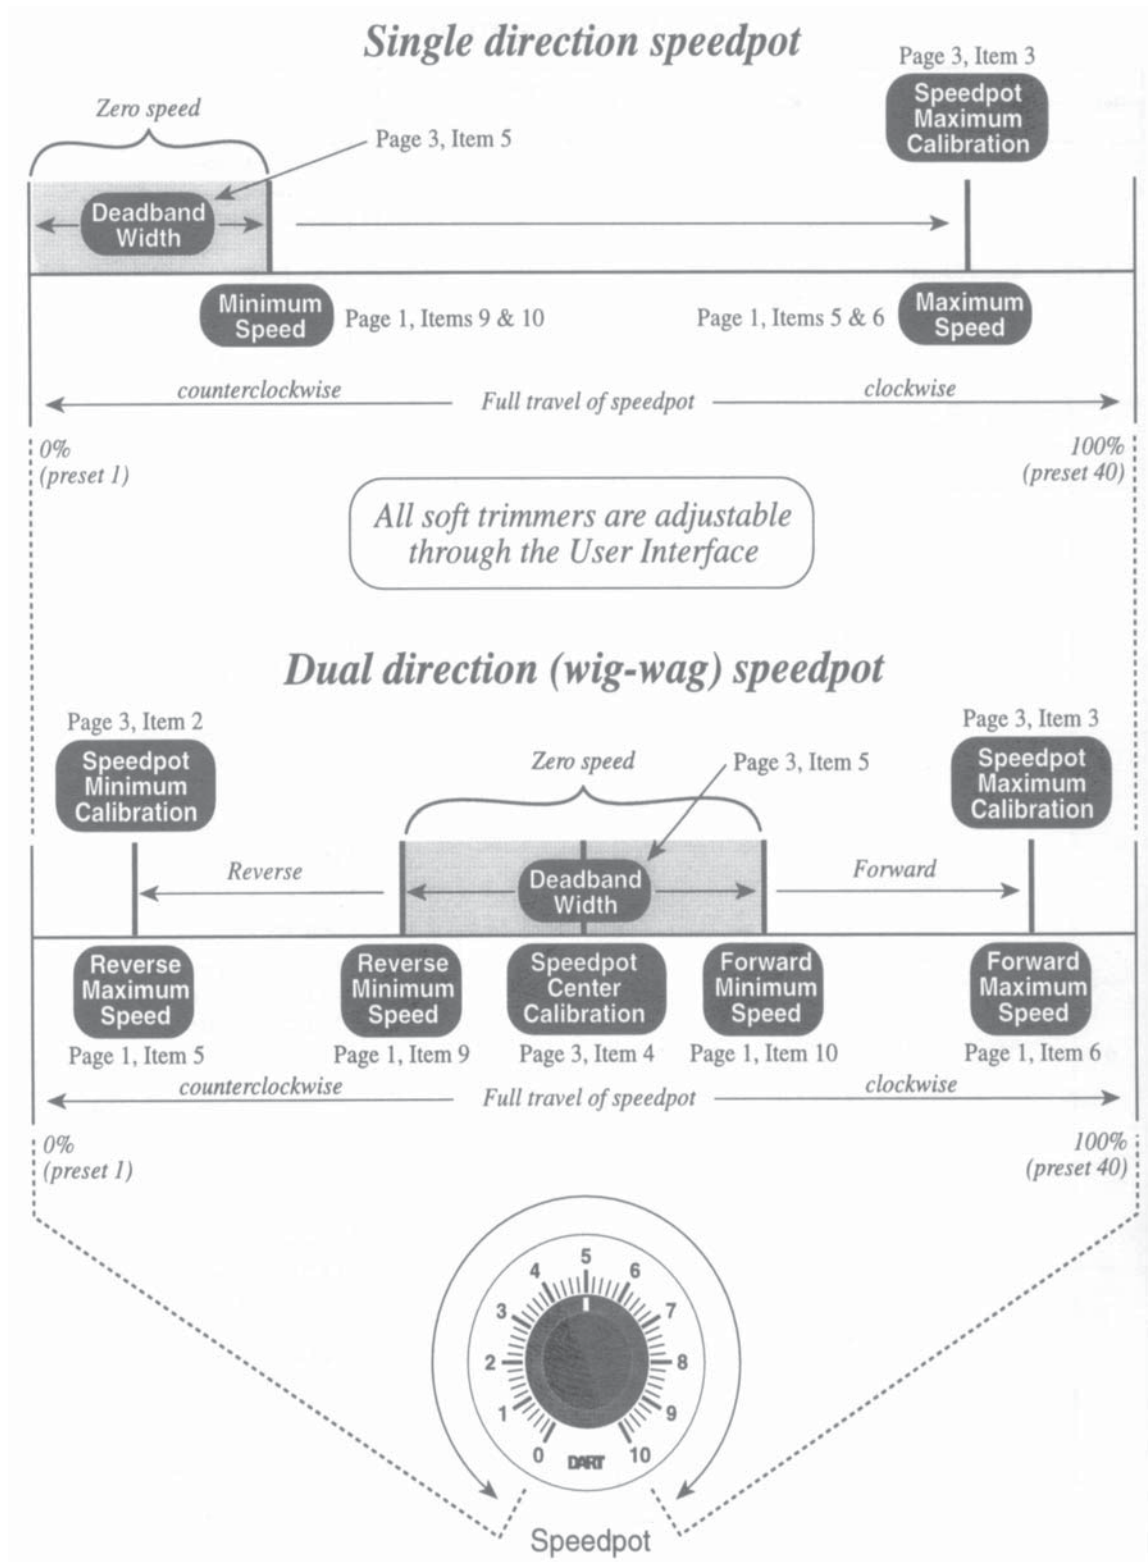 Single direction speedpot
Page 3, Item 3
Speedpot
Maximum
Calibration
Zero speed
Page 3, Item 5
Deadband
Width
Minimum
Speed
Page 1, Items 9 & 10
Page 1, Items 5 & 6
Maximum
Speed
counterclockwise
Full travel of speedpot
clockwise
0%
(preset 1)
100%
(preset 40)
All soft trimmers are adjustable
through the User Interface
Dual direction (wig-wag) speedpot
Page 3, Item 2
Speedpot
Minimum
Calibration
Zero speed
Page 3, Item 5
Page 3, Item 3
Speedpot
Maximum
Calibration
Reverse
Deadband
Width
Forward
Reverse
Maximum
Speed
Page 1, Item 5
Reverse
Minimum
Speed
Page 1, Item 9
Speedpot
Center
Calibration
Page 3, Item 4
Forward
Minimum
Speed
Page 1, Item 10
Forward
Maximum
Speed
Page 1, Item 6
counterclockwise
Full travel of speedpot
clockwise
0%
(preset 1)
100%
(preset 40)
0
1
2
3
4
5
6
7
8
9
10
DART
Speedpot